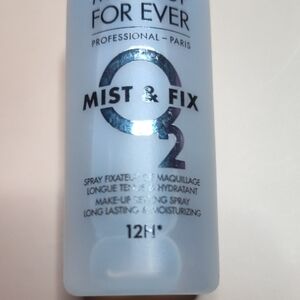 FOR EVER
PROFESSIONAL – PARIS
MIST & FIX
O2
SPRAY FIXATEUR DE MAQUILLAGE
LONGUE TENUE & HYDRATANT
MAKE-UP SETTING SPRAY
LONG LASTING & MOISTURIZING
12H*